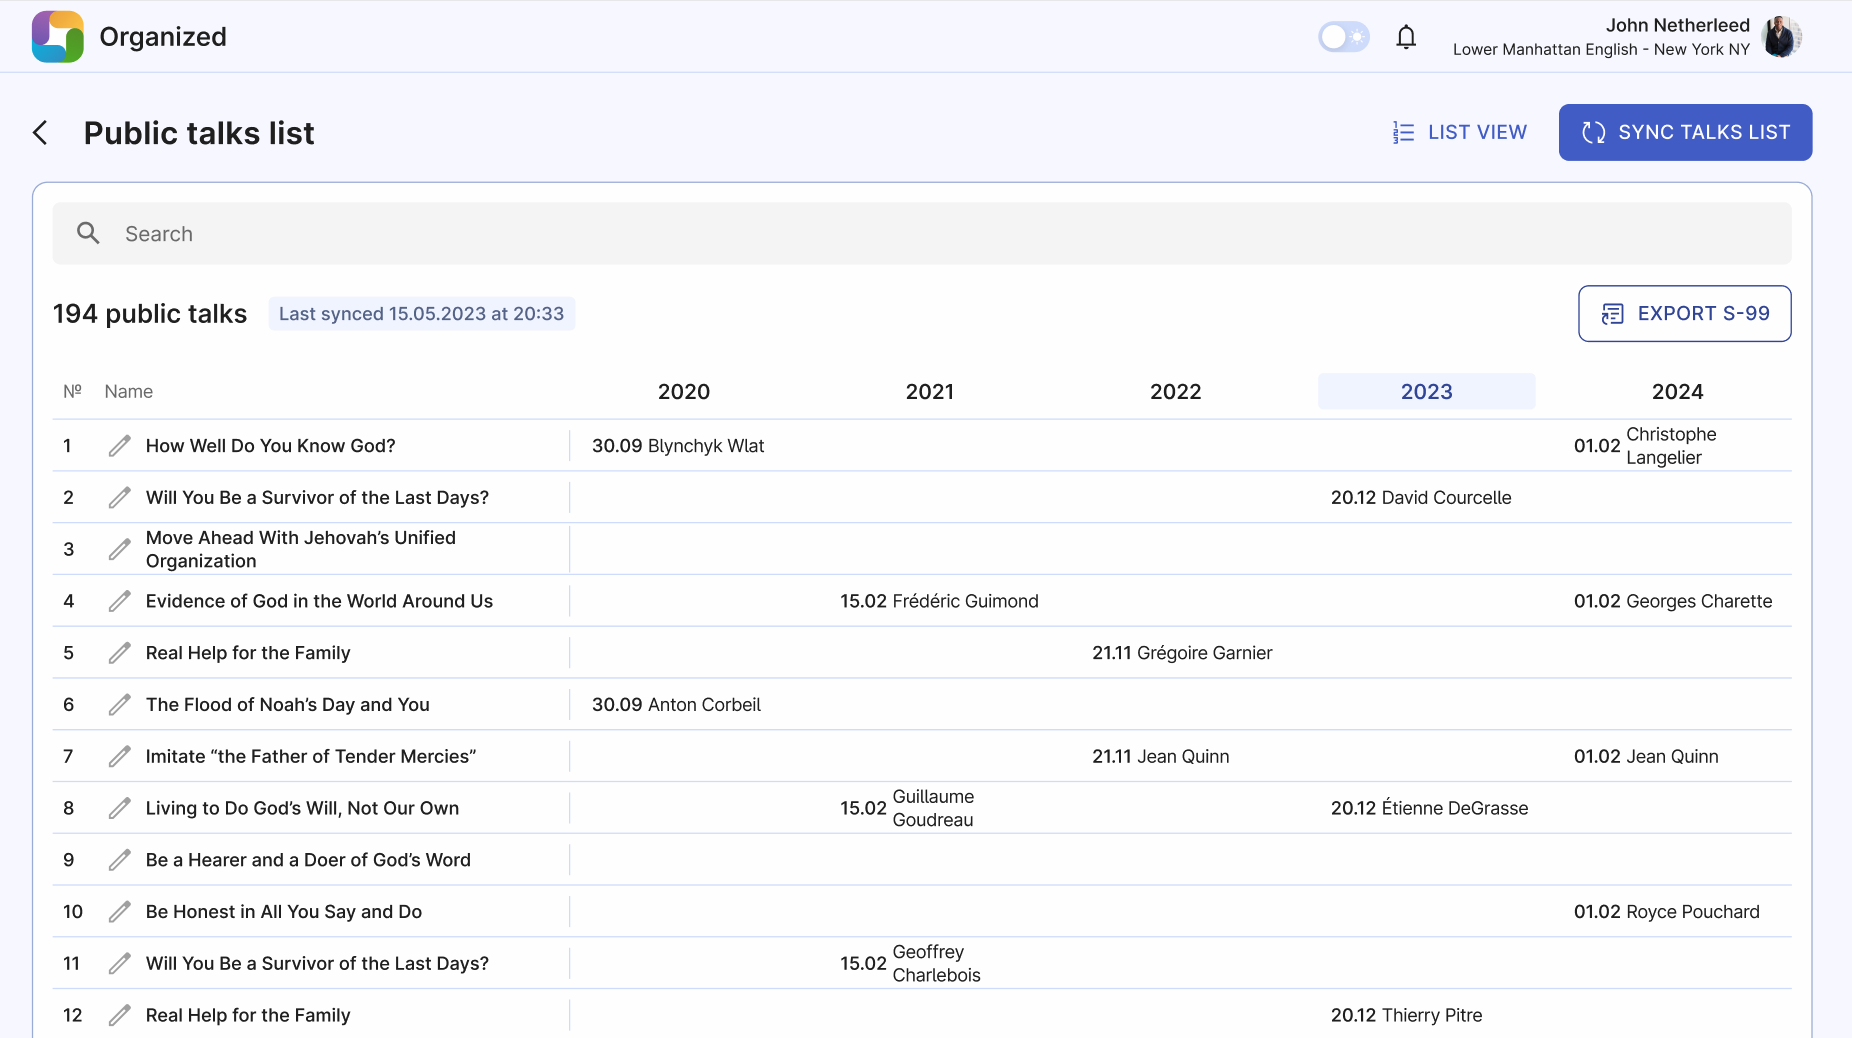 Organized
John Netherleed
Lower Manhattan English - New York NY
Public talks list
LIST VIEW
SYNC TALKS LIST
Search
194 public talks
Last synced 15.05.2023 at 20:33
EXPORT S-99
№ Name 2020 2021 2022 2023 2024
1 How Well Do You Know God? 30.09 Blynchyk Wlat 01.02 Christophe
Langelier
2 Will You Be a Survivor of the Last Days? 20.12 David Courcelle
3 Move Ahead With Jehovah’s Unified
Organization
4 Evidence of God in the World Around Us 15.02 Frédéric Guimond 01.02 Georges Charette
5 Real Help for the Family 21.11 Grégoire Garnier
6 The Flood of Noah’s Day and You 30.09 Anton Corbeil
7 Imitate “the Father of Tender Mercies” 21.11 Jean Quinn 01.02 Jean Quinn
8 Living to Do God’s Will, Not Our Own 15.02 Guillaume
Goudreau 20.12 Étienne DeGrasse
9 Be a Hearer and a Doer of God’s Word
10 Be Honest in All You Say and Do 01.02 Royce Pouchard
11 Will You Be a Survivor of the Last Days? 15.02 Geoffrey
Charlebois
12 Real Help for the Family 20.12 Thierry Pitre